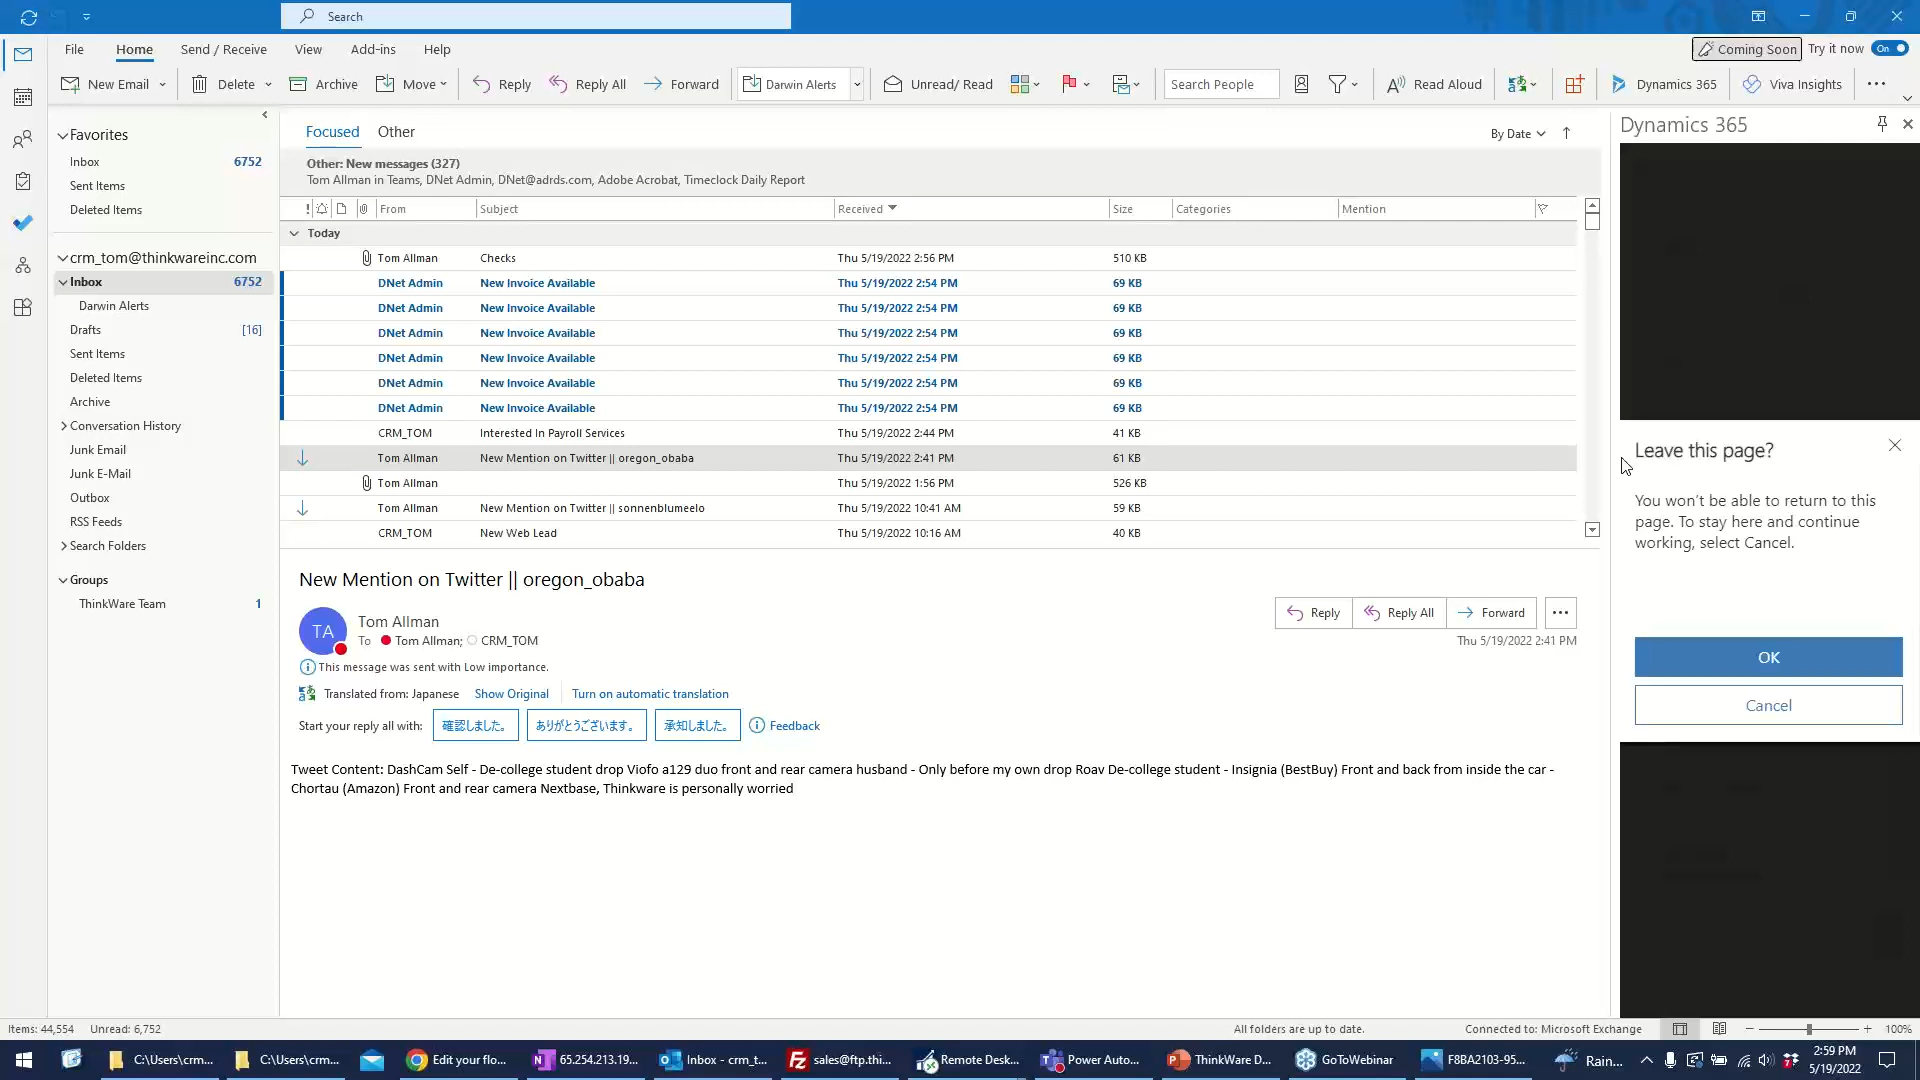 Search
File Home Send / Receive View Add-ins Help
Coming Soon Try it now On
New Email Delete Archive Move Reply Reply All Forward Darwin Alerts Unread/ Read Search People Read Aloud Dynamics 365 Viva Insights
Favorites
Inbox 6752
Sent Items
Deleted Items
crm_tom@thinkwareinc.com
Inbox 6752
Darwin Alerts
Drafts [16]
Sent Items
Deleted Items
Archive
Conversation History
Junk Email
Junk E-Mail
Outbox
RSS Feeds
Search Folders
Groups
ThinkWare Team 1
Focused Other By Date
Other: New messages (327)
Tom Allman in Teams, DNet Admin, DNet@adrds.com, Adobe Acrobat, Timeclock Daily Report
! From Subject Received Size Categories Mention
Today
Tom Allman Checks Thu 5/19/2022 2:56 PM 510 KB
DNet Admin New Invoice Available Thu 5/19/2022 2:54 PM 69 KB
DNet Admin New Invoice Available Thu 5/19/2022 2:54 PM 69 KB
DNet Admin New Invoice Available Thu 5/19/2022 2:54 PM 69 KB
DNet Admin New Invoice Available Thu 5/19/2022 2:54 PM 69 KB
DNet Admin New Invoice Available Thu 5/19/2022 2:54 PM 69 KB
DNet Admin New Invoice Available Thu 5/19/2022 2:54 PM 69 KB
CRM_TOM Interested In Payroll Services Thu 5/19/2022 2:44 PM 41 KB
Tom Allman New Mention on Twitter || oregon_obaba Thu 5/19/2022 2:41 PM 61 KB
Tom Allman Thu 5/19/2022 1:56 PM 526 KB
Tom Allman New Mention on Twitter || sonnenblumeelo Thu 5/19/2022 10:41 AM 59 KB
CRM_TOM New Web Lead Thu 5/19/2022 10:16 AM 40 KB
New Mention on Twitter || oregon_obaba
TA
Tom Allman
To Tom Allman; CRM_TOM
Reply Reply All Forward
Thu 5/19/2022 2:41 PM
This message was sent with Low importance.
Translated from: Japanese Show Original Turn on automatic translation
Start your reply all with: 確認しました。 ありがとうございます。 承知しました。 Feedback
Tweet Content: DashCam Self - De-college student drop Viofo a129 duo front and rear camera husband - Only before my own drop Roav De-college student - Insignia (BestBuy) Front and back from inside the car -
Chortau (Amazon) Front and rear camera Nextbase, Thinkware is personally worried
Dynamics 365
Leave this page?
You won't be able to return to this
page. To stay here and continue
working, select Cancel.
OK
Cancel
Items: 44,554 Unread: 6,752 All folders are up to date. Connected to: Microsoft Exchange 100%
C:\Users\crm... C:\Users\crm... Edit your flo... 65.254.213.19... Inbox - crm_t... sales@ftp.thi... Remote Desk... Power Auto... ThinkWare D... GoToWebinar F8BA2103-95... Rain...
2:59 PM
5/19/2022